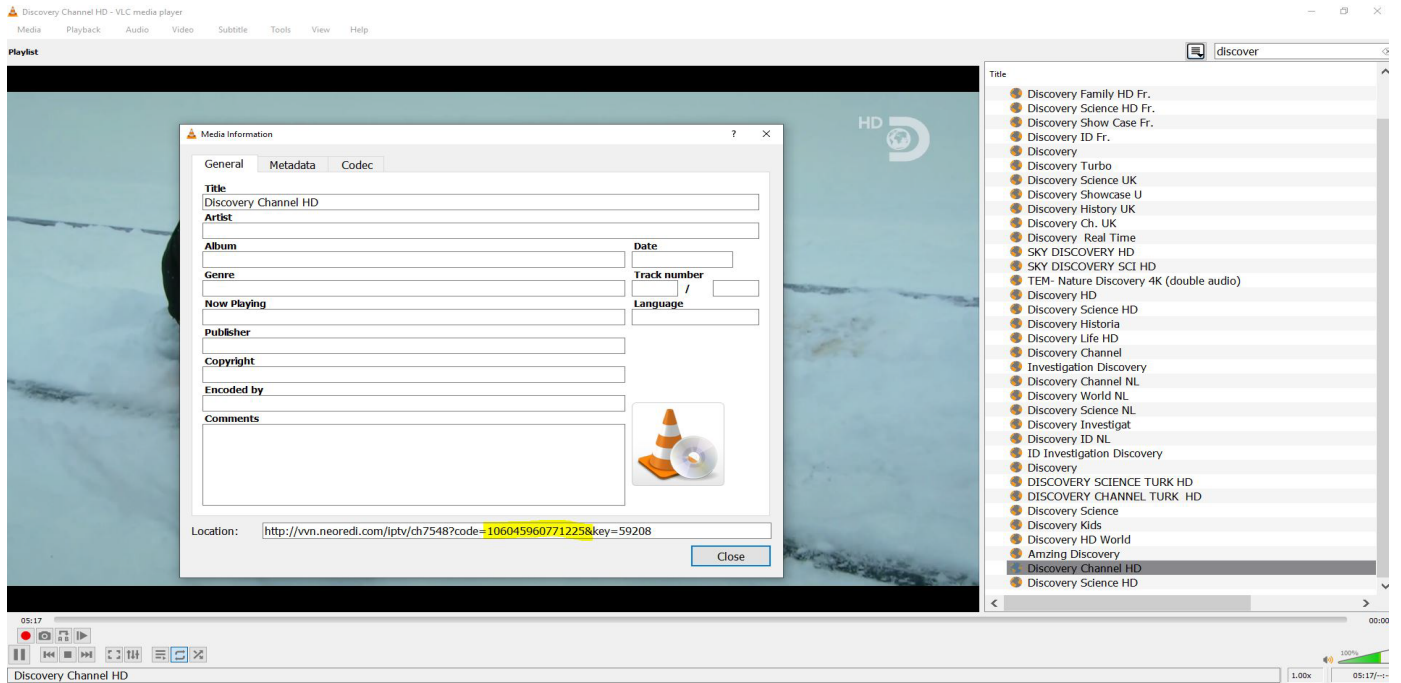 Discovery Channel HD - VLC media player
Media Playback Audio Video Subtitle Tools View Help
Playlist
discover
HD
Media Information
?
General Metadata Codec
Title
Discovery Channel HD
Artist
Album Date
Genre Track number
/
Now Playing Language
Publisher
Copyright
Encoded by
Comments
Location: http://vvn.neoredi.com/iptv/ch7548?code=106045960771225&key=59208
Close
Title
Discovery Family HD Fr.
Discovery Science HD Fr.
Discovery Show Case Fr.
Discovery ID Fr.
Discovery
Discovery Turbo
Discovery Science UK
Discovery Showcase U
Discovery History UK
Discovery Ch. UK
Discovery Real Time
SKY DISCOVERY HD
SKY DISCOVERY SCI HD
TEM- Nature Discovery 4K (double audio)
Discovery HD
Discovery Science HD
Discovery Historia
Discovery Life HD
Discovery Channel
Investigation Discovery
Discovery Channel NL
Discovery World NL
Discovery Science NL
Discovery Investigat
Discovery ID NL
ID Investigation Discovery
Discovery
DISCOVERY SCIENCE TURK HD
DISCOVERY CHANNEL TURK HD
Discovery Science
Discovery Kids
Discovery HD World
Amzing Discovery
Discovery Channel HD
Discovery Science HD
05:17 00:00
100%
Discovery Channel HD 1.00x 05:17/--:-